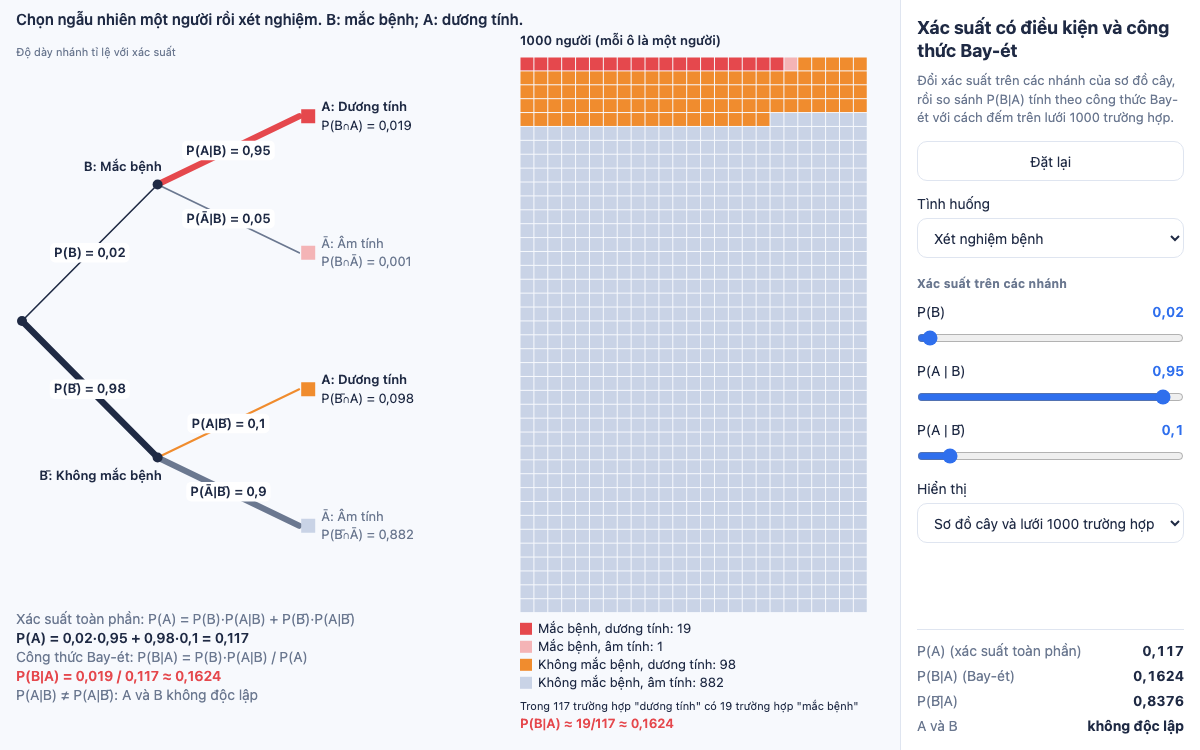 Chọn ngẫu nhiên một người rồi xét nghiệm. B: mắc bệnh; A: dương tính.
Độ dày nhánh tỉ lệ với xác suất
A: Dương tính
P(B∩A) = 0,019
P(A|B) = 0,95
B: Mắc bệnh
P(Ā|B) = 0,05
Ā: Âm tính
P(B∩Ā) = 0,001
P(B) = 0,02
P(B̅) = 0,98
A: Dương tính
P(B̅∩A) = 0,098
P(A|B̅) = 0,1
B̅: Không mắc bệnh
P(Ā|B̅) = 0,9
Ā: Âm tính
P(B̅∩Ā) = 0,882
Xác suất toàn phần: P(A) = P(B)·P(A|B) + P(B̅)·P(A|B̅)
P(A) = 0,02·0,95 + 0,98·0,1 = 0,117
Công thức Bay-ét: P(B|A) = P(B)·P(A|B) / P(A)
P(B|A) = 0,019 / 0,117 ≈ 0,1624
P(A|B) ≠ P(A|B̅): A và B không độc lập
1000 người (mỗi ô là một người)
Mắc bệnh, dương tính: 19
Mắc bệnh, âm tính: 1
Không mắc bệnh, dương tính: 98
Không mắc bệnh, âm tính: 882
Trong 117 trường hợp "dương tính" có 19 trường hợp "mắc bệnh"
P(B|A) ≈ 19/117 ≈ 0,1624
Xác suất có điều kiện và công
thức Bay-ét
Đổi xác suất trên các nhánh của sơ đồ cây,
rồi so sánh P(B|A) tính theo công thức Bay-
ét với cách đếm trên lưới 1000 trường hợp.
Đặt lại
Tình huống
Xét nghiệm bệnh
Xác suất trên các nhánh
P(B) 0,02
P(A | B) 0,95
P(A | B̅) 0,1
Hiển thị
Sơ đồ cây và lưới 1000 trường hợp
P(A) (xác suất toàn phần) 0,117
P(B|A) (Bay-ét) 0,1624
P(B̅|A) 0,8376
A và B không độc lập